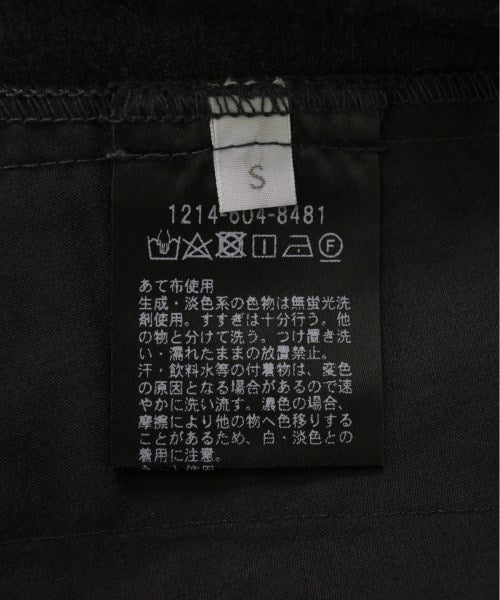 S
1214-604-8481
あて布使用
生成・淡色系の色物は無蛍光洗
剤使用。すすぎは十分行う。他
の物と分けて洗う。つけ置き洗
い・濡れたままの放置禁止。
汗・飲料水等の付着物は、変色
の原因となる場合があるので速
やかに洗い流す。濃色の場合、
摩擦により他の物へ色移りする
ことがあるため、白・淡色との
着用に注意。